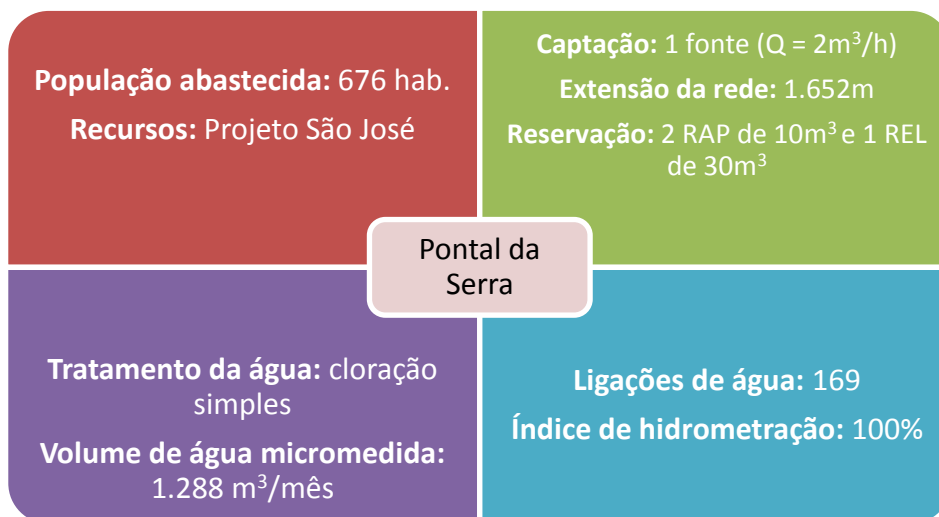 População abastecida: 676 hab.
Recursos: Projeto São José
Captação: 1 fonte (Q = 2m³/h)
Extensão da rede: 1.652m
Reservação: 2 RAP de 10m³ e 1 REL
de 30m³
Pontal da
Serra
Tratamento da água: cloração
simples
Volume de água micromedida:
1.288 m³/mês
Ligações de água: 169
Índice de hidrometração: 100%